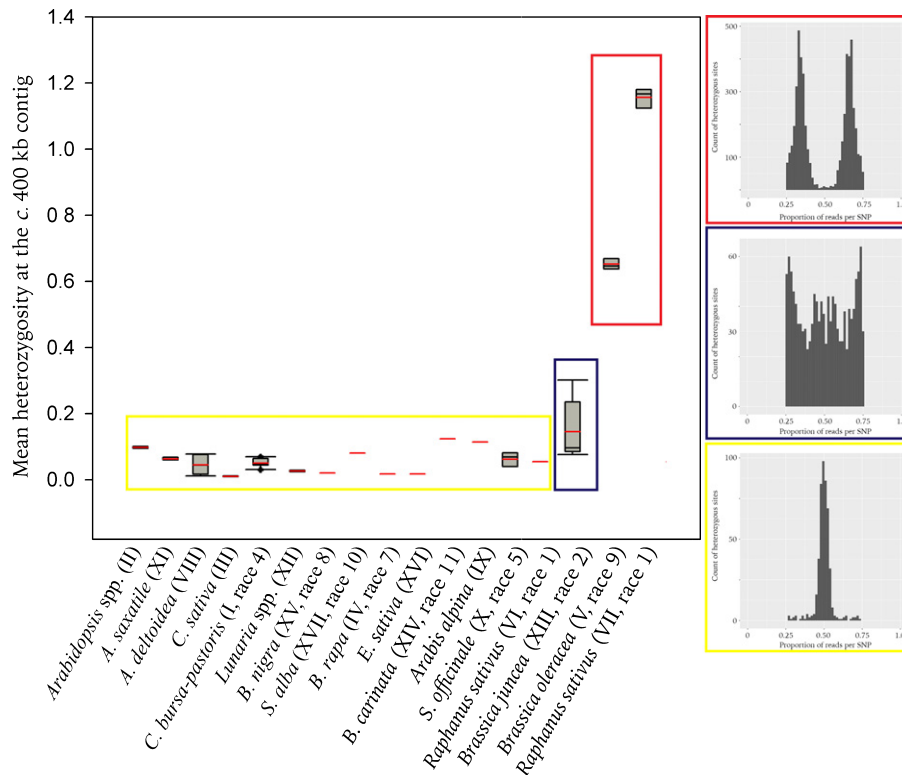 Mean heterozygosity at the c. 400 kb contig
1.4
1.2
1.0
0.8
0.6
0.4
0.2
0.0
Arabidopsis spp. (II)
A. saxatile (XI)
A. deltoidea (VIII)
C. sativa (III)
C. bursa-pastoris (I, race 4)
Lunaria spp. (XII)
B. nigra (XV, race 8)
S. alba (XVII, race 10)
B. rapa (IV, race 7)
E. sativa (XVI)
B. carinata (XIV, race 11)
Arabis alpina (IX)
S. officinale (X, race 5)
Raphanus sativus (VI, race 1)
Brassica juncea (XIII, race 2)
Brassica oleracea (V, race 9)
Raphanus sativus (VII, race 1)
Count of heterozygous sites
500
300
100
0 0.25 0.50 0.75 1.
Proportion of reads per SNP
Count of heterozygous sites
60
30
0
0 0.25 0.50 0.75 1.
Proportion of reads per SNP
Count of heterozygous sites
100
50
0
0 0.25 0.50 0.75 1.
Proportion of reads per SNP